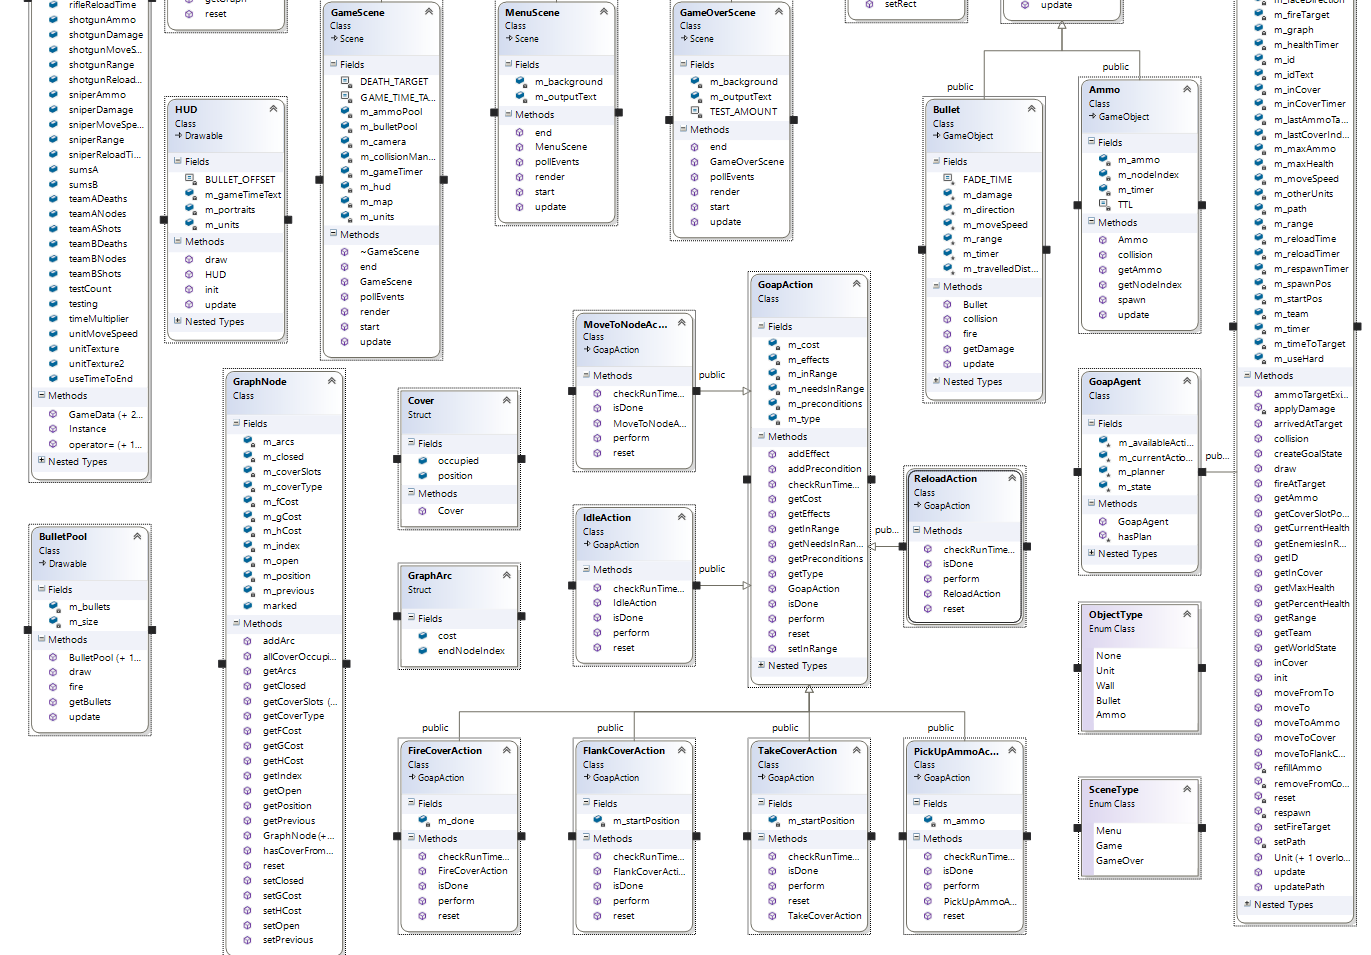 rifleReloadTime
shotgunAmmo
shotgunDamage
shotgunMoveS...
shotgunRange
shotgunReload...
sniperAmmo
sniperDamage
sniperMoveSpe...
sniperRange
sniperReloadTi...
sumsA
sumsB
teamADeaths
teamANodes
teamAShots
teamBDeaths
teamBNodes
teamBShots
testCount
testing
timeMultiplier
unitMoveSpeed
unitTexture
unitTexture2
useTimeToEnd
Methods
GameData (+ 2...
Instance
operator= (+ 1...
Nested Types
BulletPool
Class
Drawable
Fields
m_bullets
m_size
Methods
BulletPool (+ 1...
draw
fire
getBullets
update
getGraph
reset
HUD
Class
Drawable
Fields
BULLET_OFFSET
m_gameTimeText
m_portraits
m_units
Methods
draw
HUD
init
update
Nested Types
GraphNode
Class
Fields
m_arcs
m_closed
m_coverSlots
m_coverType
m_fCost
m_gCost
m_hCost
m_index
m_open
m_position
m_previous
marked
Methods
addArc
allCoverOccupi...
getArcs
getClosed
getCoverSlots (...
getCoverType
getFCost
getGCost
getHCost
getIndex
getOpen
getPosition
getPrevious
GraphNode (+...
hasCoverFrom...
reset
setClosed
setGCost
setHCost
setOpen
setPrevious
GameScene
Class
Scene
Fields
DEATH_TARGET
GAME_TIME_TA...
m_ammoPool
m_bulletPool
m_camera
m_collisionMan...
m_gameTimer
m_hud
m_map
m_units
Methods
~GameScene
end
GameScene
pollEvents
render
start
update
Cover
Struct
Fields
occupied
position
Methods
Cover
GraphArc
Struct
Fields
cost
endNodeIndex
MenuScene
Class
Scene
Fields
m_background
m_outputText
Methods
end
MenuScene
pollEvents
render
start
update
GameOverScene
Class
Scene
Fields
m_background
m_outputText
TEST_AMOUNT
Methods
end
GameOverScene
pollEvents
render
start
update
MoveToNodeAc...
Class
GoapAction
Methods
checkRunTime...
isDone
MoveToNodeA...
perform
reset
public
IdleAction
Class
GoapAction
Methods
checkRunTime...
IdleAction
isDone
perform
reset
public
GoapAction
Class
Fields
m_cost
m_effects
m_inRange
m_needsInRange
m_preconditions
m_type
Methods
addEffect
addPrecondition
checkRunTime...
getCost
getEffects
getInRange
getNeedsInRan...
getPreconditions
getType
GoapAction
isDone
perform
reset
setInRange
Nested Types
pub...
ReloadAction
Class
GoapAction
Methods
checkRunTime...
isDone
perform
ReloadAction
reset
public
public
public
public
FireCoverAction
Class
GoapAction
Fields
m_done
Methods
checkRunTime...
FireCoverAction
isDone
perform
reset
FlankCoverAction
Class
GoapAction
Fields
m_startPosition
Methods
checkRunTime...
FlankCoverActi...
isDone
perform
reset
TakeCoverAction
Class
GoapAction
Fields
m_startPosition
Methods
checkRunTime...
isDone
perform
reset
TakeCoverAction
PickUpAmmoAc...
Class
GoapAction
Fields
m_ammo
Methods
checkRunTime...
isDone
perform
PickUpAmmoA...
reset
setRect
update
public
public
Bullet
Class
GameObject
Fields
FADE_TIME
m_damage
m_direction
m_moveSpeed
m_range
m_timer
m_travelledDist...
Methods
Bullet
collision
fire
getDamage
update
Nested Types
Ammo
Class
GameObject
Fields
m_ammo
m_nodeIndex
m_timer
TTL
Methods
Ammo
collision
getAmmo
getNodeIndex
spawn
update
GoapAgent
Class
Fields
m_availableActi...
m_currentActio...
m_planner
m_state
Methods
GoapAgent
hasPlan
Nested Types
pub...
ObjectType
Enum Class
None
Unit
Wall
Bullet
Ammo
SceneType
Enum Class
Menu
Game
GameOver
m_faceDirection
m_fireTarget
m_graph
m_healthTimer
m_id
m_idText
m_inCover
m_inCoverTimer
m_lastAmmoTa...
m_lastCoverInd...
m_maxAmmo
m_maxHealth
m_moveSpeed
m_otherUnits
m_path
m_range
m_reloadTime
m_reloadTimer
m_respawnTimer
m_spawnPos
m_startPos
m_team
m_timer
m_timeToTarget
m_useHard
Methods
ammoTargetExi...
applyDamage
arrivedAtTarget
collision
createGoalState
draw
fireAtTarget
getAmmo
getCoverSlotPo...
getCurrentHealth
getEnemiesInR...
getID
getInCover
getMaxHealth
getPercentHealth
getRange
getTeam
getWorldState
inCover
init
moveFromTo
moveTo
moveToAmmo
moveToCover
moveToFlankC...
refillAmmo
removeFromCo...
reset
respawn
setFireTarget
setPath
Unit (+ 1 overlo...
update
updatePath
Nested Types